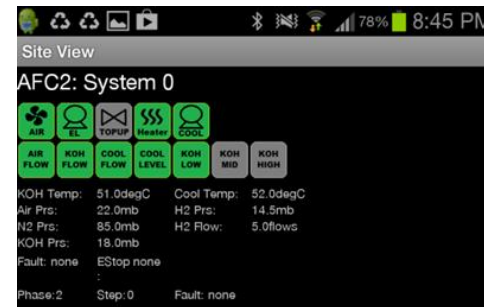 78% 8:45 PM
Site View
AFC2: System 0
AIR EL TOPUP Heater COOL
AIR FLOW KOH FLOW COOL FLOW COOL LEVEL KOH LOW KOH MID KOH HIGH
KOH Temp: 51.0degC Cool Temp: 52.0degC
Air Prs: 22.0mb H2 Prs: 14.5mb
N2 Prs: 85.0mb H2 Flow: 5.0flows
KOH Prs: 18.0mb
Fault: none EStop none
:
Phase:2 Step:0 Fault: none